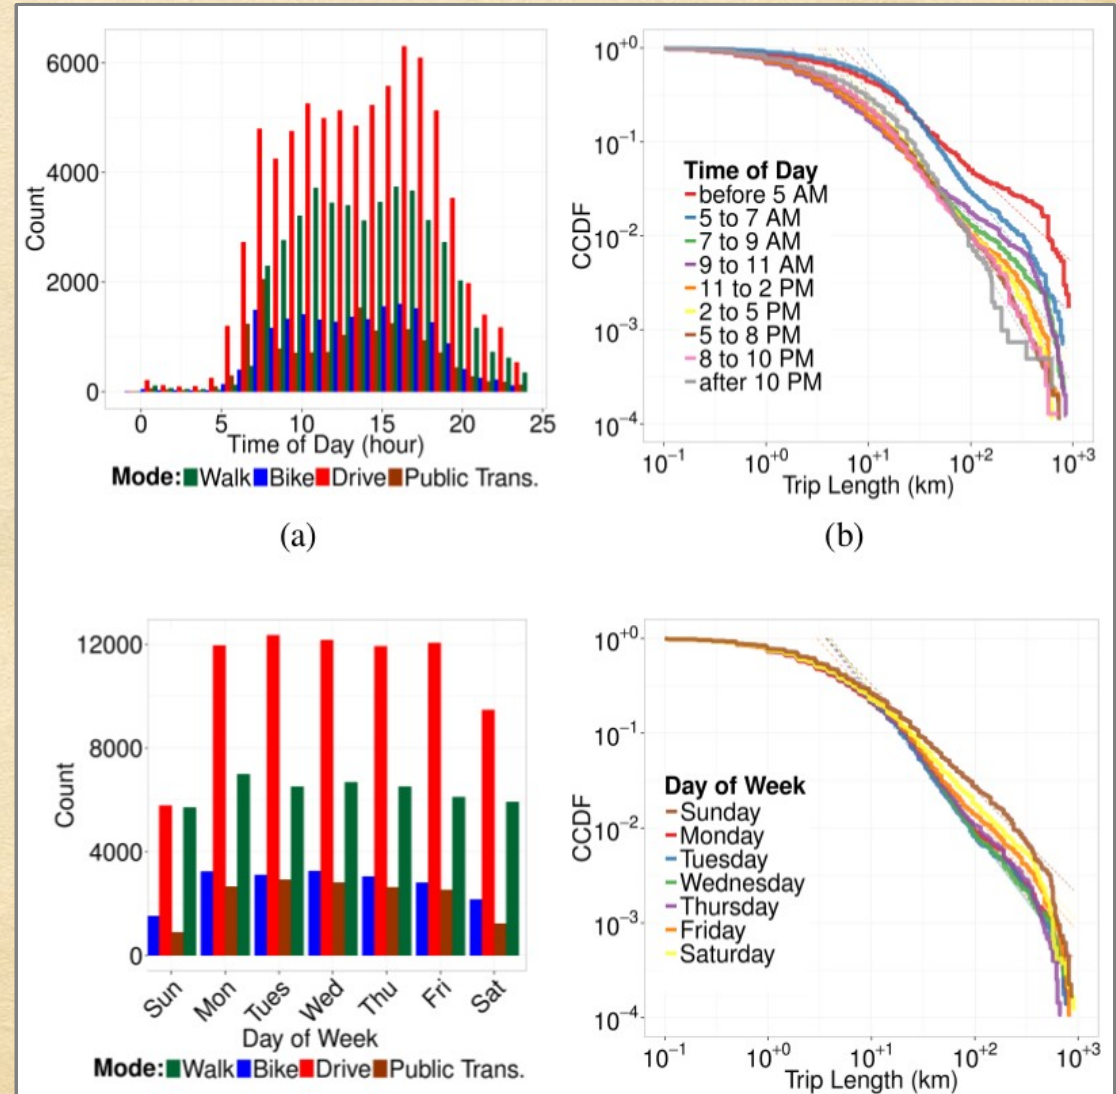 6000
4000
2000
0
Count
0 5 10 15 20 25
Time of Day (hour)
Mode: Walk Bike Drive Public Trans.
(a)
10+0
10−1
10−2
10−3
10−4
CCDF
Time of Day
before 5 AM
5 to 7 AM
7 to 9 AM
9 to 11 AM
11 to 2 PM
2 to 5 PM
5 to 8 PM
8 to 10 PM
after 10 PM
10−1 10+0 10+1 10+2 10+3
Trip Length (km)
(b)
12000
8000
4000
0
Count
Sun Mon Tues Wed Thu Fri Sat
Day of Week
Mode: Walk Bike Drive Public Trans.
10+0
10−1
10−2
10−3
10−4
CCDF
Day of Week
Sunday
Monday
Tuesday
Wednesday
Thursday
Friday
Saturday
10−1 10+0 10+1 10+2 10+3
Trip Length (km)